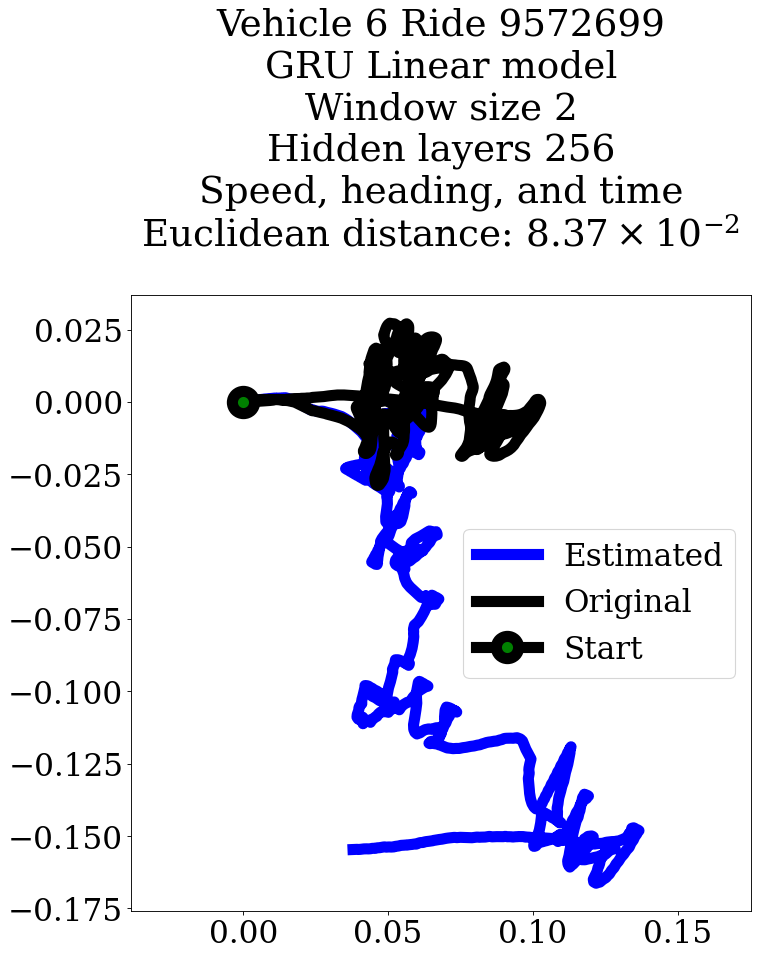 Vehicle 6 Ride 9572699
GRU Linear model
Window size 2
Hidden layers 256
Speed, heading, and time
Euclidean distance: 8.37 × 10⁻²
0.025
0.000
−0.025
−0.050
−0.075
−0.100
−0.125
−0.150
−0.175
Estimated
Original
Start
0.00 0.05 0.10 0.15